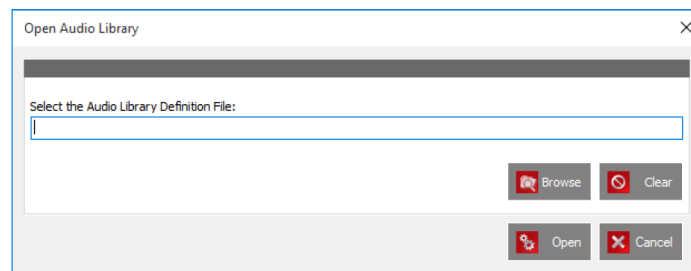 Open Audio Library
Select the Audio Library Definition File:
Browse
Clear
Open
Cancel